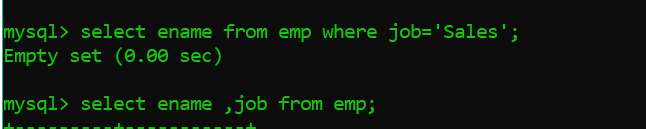 mysql> select ename from emp where job='Sales';
Empty set (0.00 sec)
mysql> select ename ,job from emp;
+---------+-----------+